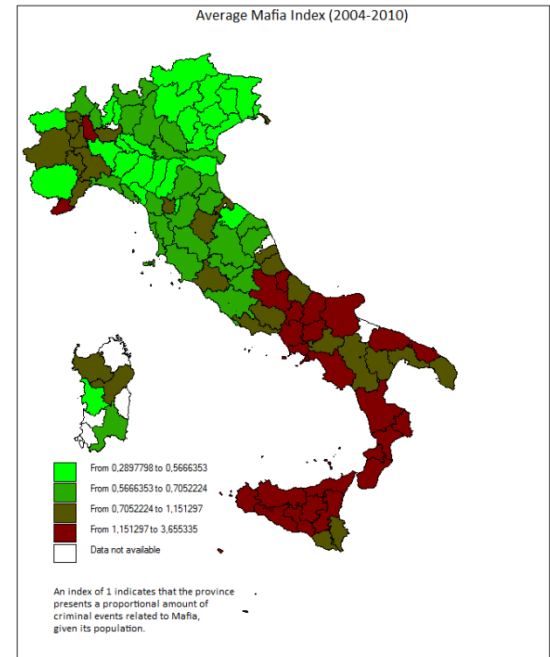 Average Mafia Index (2004-2010)
From 0,2897798 to 0,5666353
From 0,5666353 to 0,7052224
From 0,7052224 to 1,151297
From 1,151297 to 3,655335
Data not available
An index of 1 indicates that the province
presents a proportional amount of
criminal events related to Mafia,
given its population.